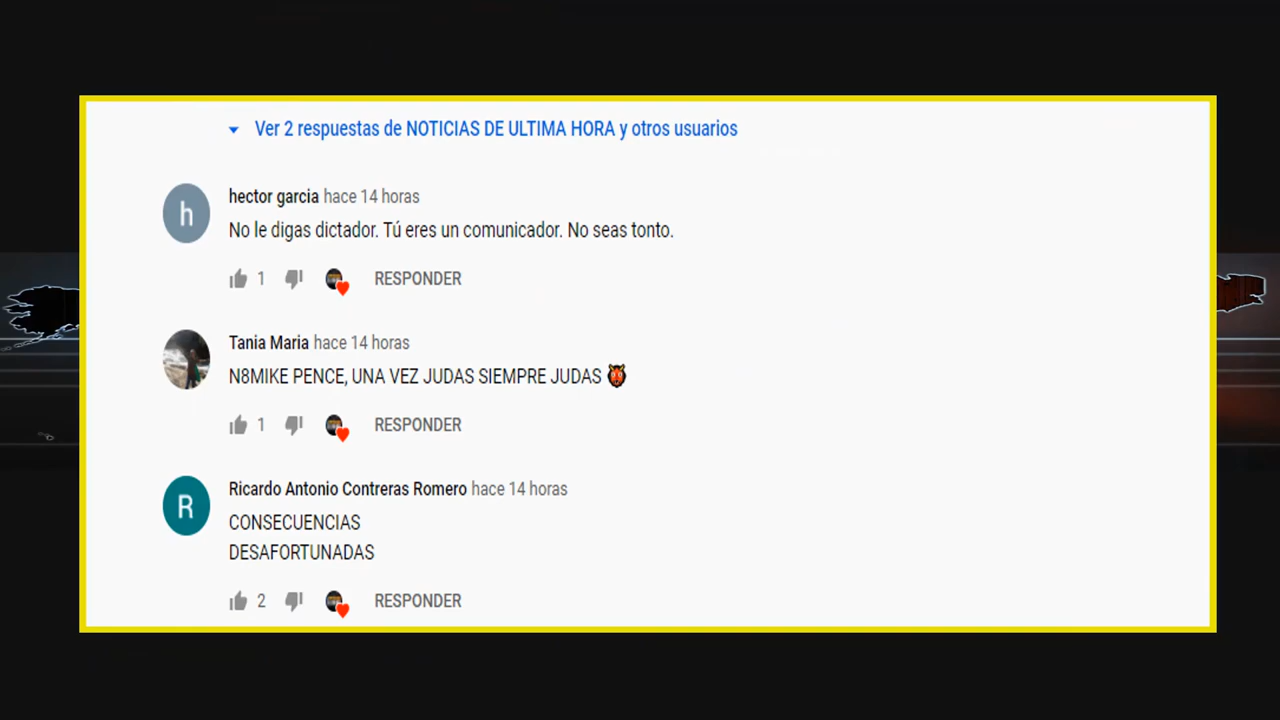 Ver 2 respuestas de NOTICIAS DE ULTIMA HORA y otros usuarios
h
hector garcia hace 14 horas
No le digas dictador. Tú eres un comunicador. No seas tonto.
1 RESPONDER
Tania Maria hace 14 horas
N8MIKE PENCE, UNA VEZ JUDAS SIEMPRE JUDAS 👹
1 RESPONDER
R
Ricardo Antonio Contreras Romero hace 14 horas
CONSECUENCIAS
DESAFORTUNADAS
2 RESPONDER